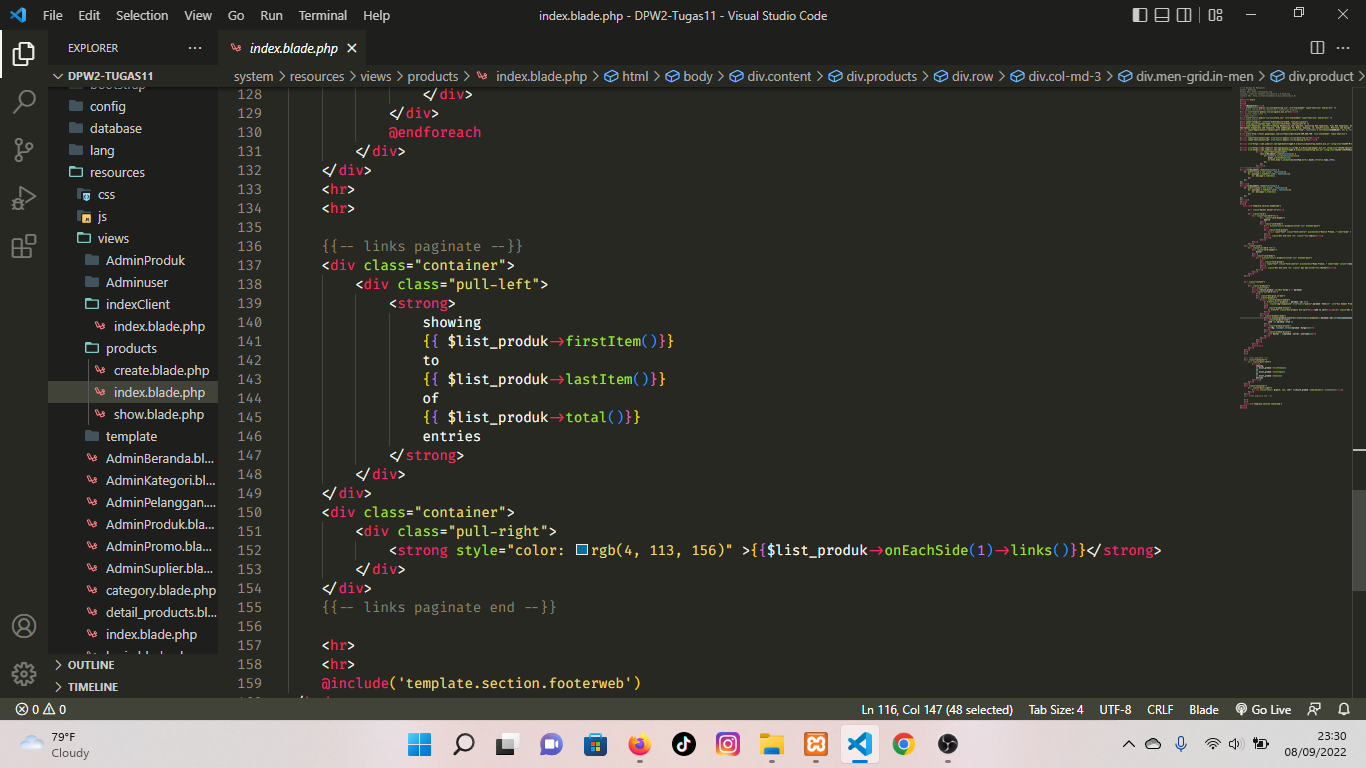 File Edit Selection View Go Run Terminal Help index.blade.php - DPW2-Tugas11 - Visual Studio Code
EXPLORER
index.blade.php
DPW2-TUGAS11
system > resources > views > products > index.blade.php > html > body > div.content > div.products > div.row > div.col-md-3 > div.men-grid.in-men > div.product >
bootstrap
config
database
lang
resources
css
js
views
AdminProduk
Adminuser
indexClient
index.blade.php
products
create.blade.php
index.blade.php
show.blade.php
template
AdminBeranda.bl...
AdminKategori.bl...
AdminPelanggan....
AdminProduk.bla...
AdminPromo.bla...
AdminSuplier.bla...
category.blade.php
detail_products.bl...
index.blade.php
OUTLINE
TIMELINE
128 </div>
129 </div>
130 @endforeach
131 </div>
132 </div>
133 <hr>
134 <hr>
135
136 {{-- links paginate --}}
137 <div class="container">
138 <div class="pull-left">
139 <strong>
140 showing
141 {{ $list_produk->firstItem()}}
142 to
143 {{ $list_produk->lastItem()}}
144 of
145 {{ $list_produk->total()}}
146 entries
147 </strong>
148 </div>
149 </div>
150 <div class="container">
151 <div class="pull-right">
152 <strong style="color: rgb(4, 113, 156)" >{{$list_produk->onEachSide(1)->links()}}</strong>
153 </div>
154 </div>
155 {{-- links paginate end --}}
156
157 <hr>
158 <hr>
159 @include('template.section.footerweb')
0 0 Ln 116, Col 147 (48 selected) Tab Size: 4 UTF-8 CRLF Blade Go Live
79°F
Cloudy
23:30
08/09/2022